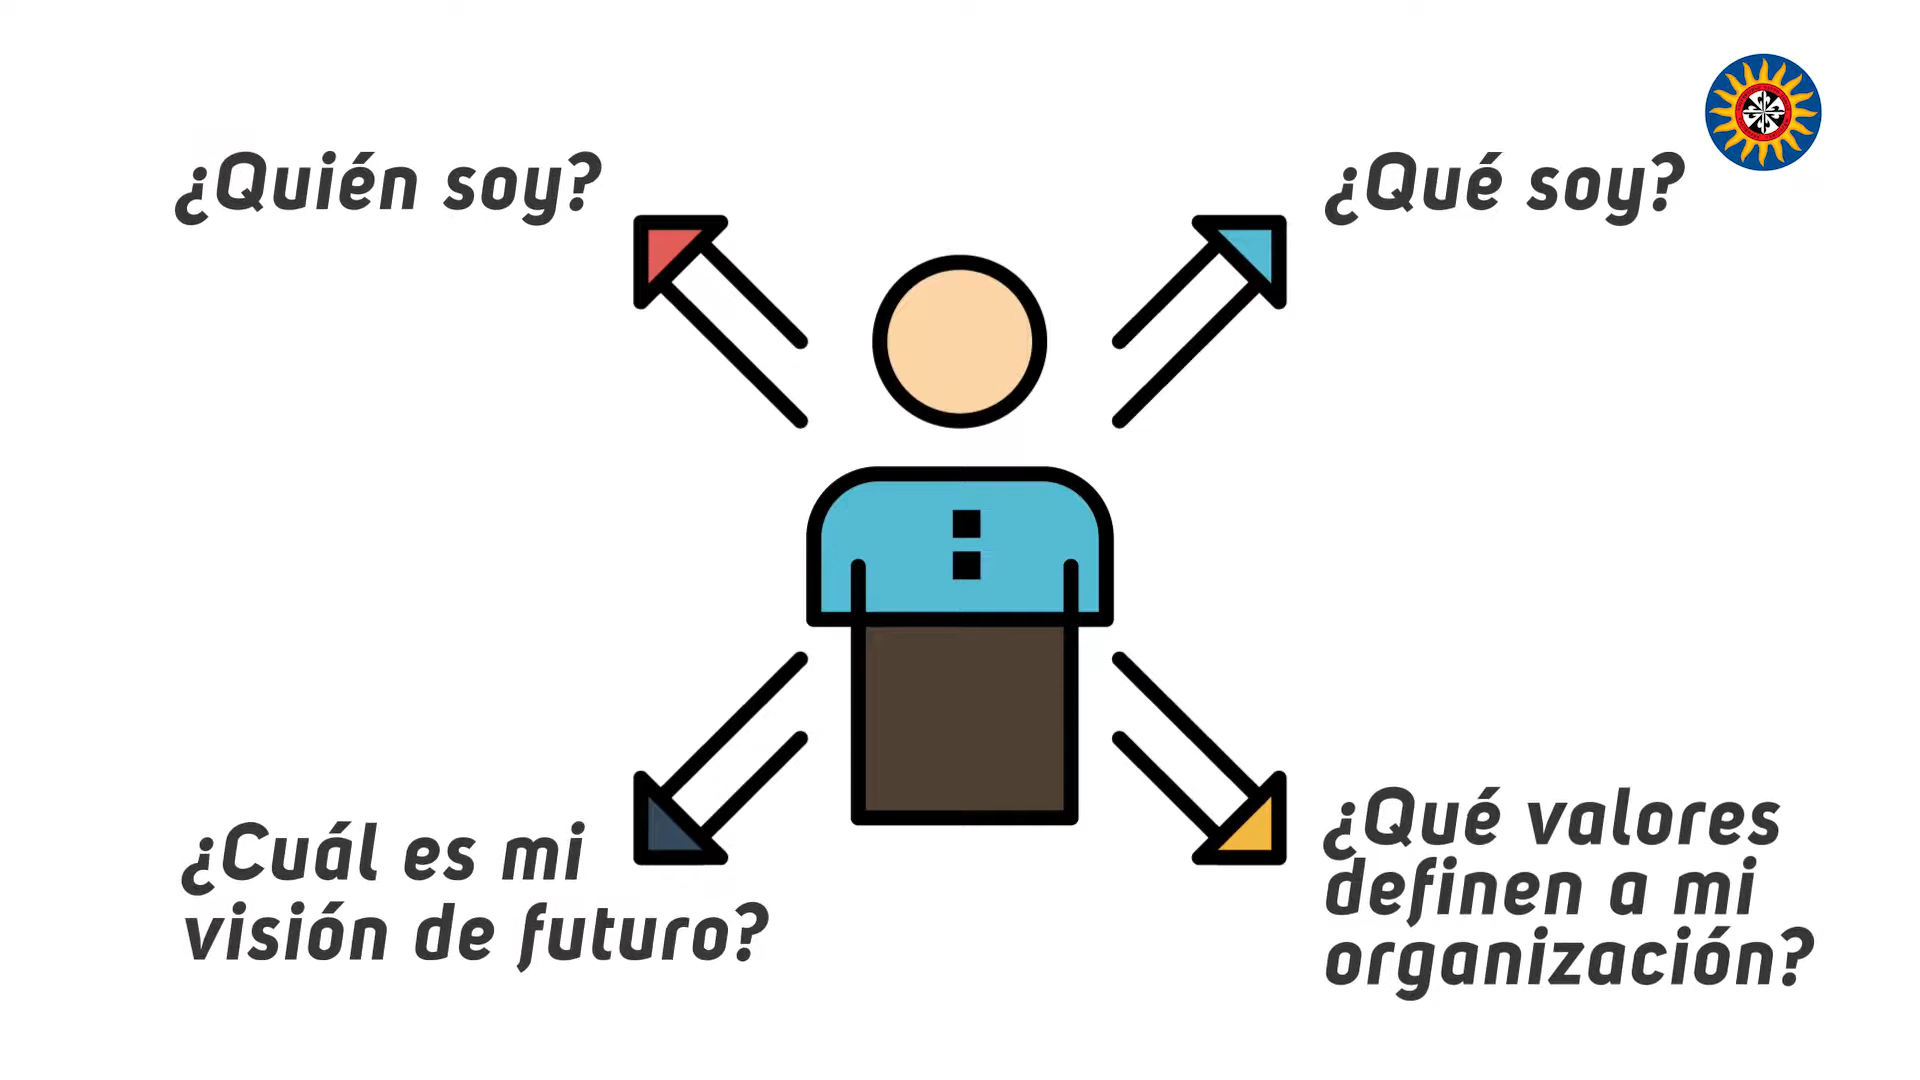 ¿Quién soy?
¿Qué soy?
¿Cuál es mi
visión de futuro?
¿Qué valores
definen a mi
organización?